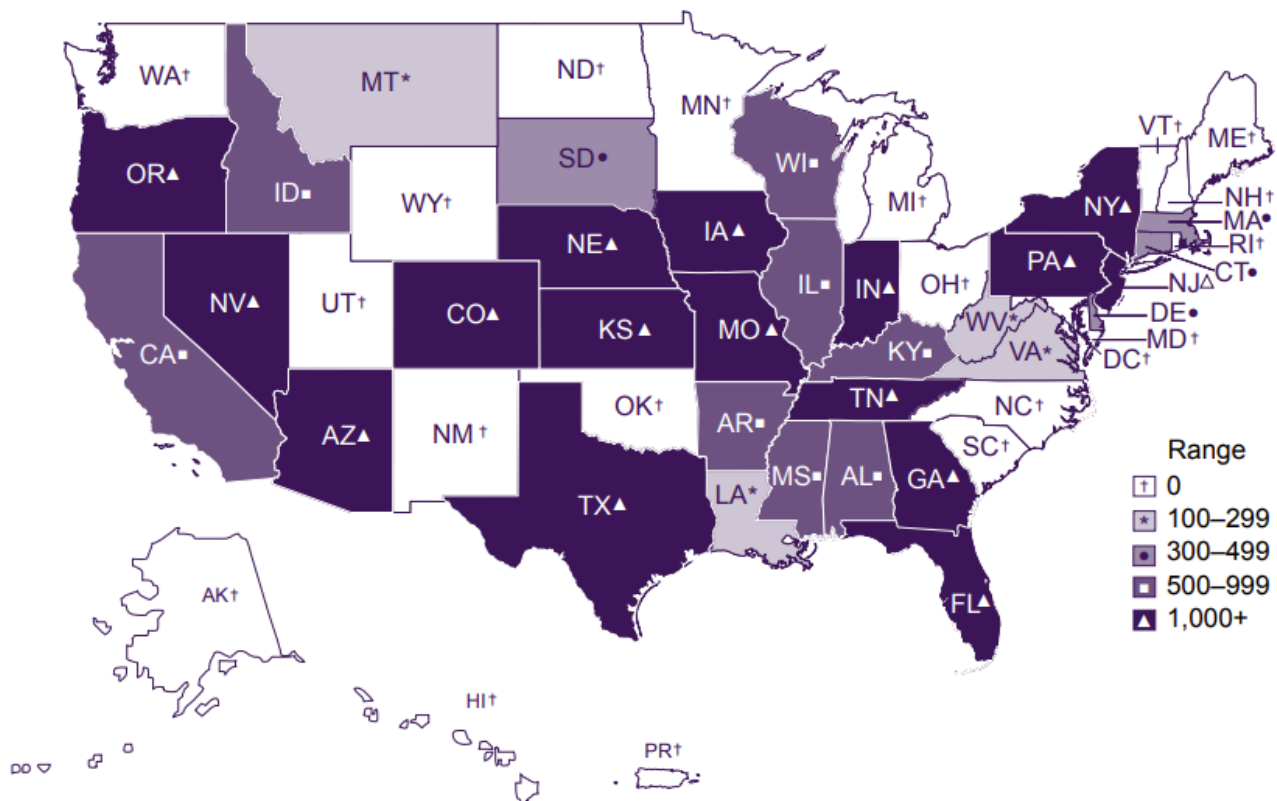 WA†
MT*
ND†
MN†
VT†
ME†
OR▲
ID■
SD●
WI■
MI†
NY▲
NH†
MA●
RI†
CT●
WY†
NE▲
IA▲
PA▲
NJ△
NV▲
UT†
CO▲
KS▲
MO▲
IL■
IN▲
OH†
WV*
VA*
DE●
MD†
DC†
CA■
KY■
AZ▲
NM†
OK†
AR■
TN▲
NC†
SC†
TX▲
LA*
MS■
AL■
GA▲
FL▲
AK†
HI†
PR†
Range
† 0
* 100–299
● 300–499
■ 500–999
▲ 1,000+